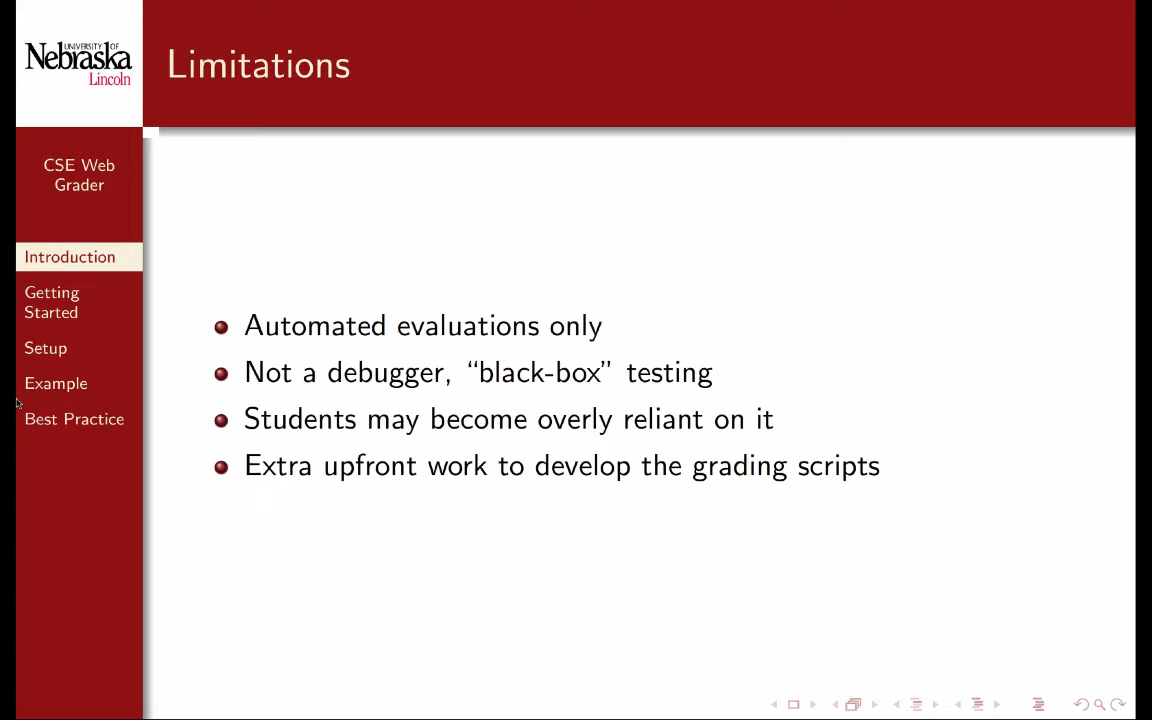 UNIVERSITY OF
Nebraska
Lincoln
Limitations
CSE Web
Grader
Introduction
Getting
Started
Setup
Example
Best Practice
Automated evaluations only
Not a debugger, “black-box” testing
Students may become overly reliant on it
Extra upfront work to develop the grading scripts